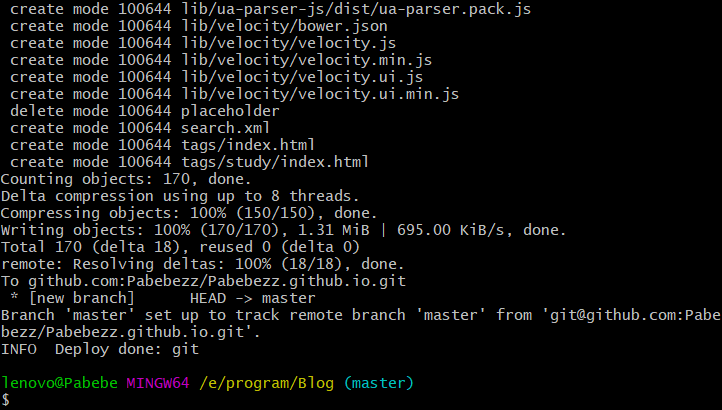 create mode 100644 lib/ua-parser-js/dist/ua-parser.pack.js
create mode 100644 lib/velocity/bower.json
create mode 100644 lib/velocity/velocity.js
create mode 100644 lib/velocity/velocity.min.js
create mode 100644 lib/velocity/velocity.ui.js
create mode 100644 lib/velocity/velocity.ui.min.js
delete mode 100644 placeholder
create mode 100644 search.xml
create mode 100644 tags/index.html
create mode 100644 tags/study/index.html
Counting objects: 170, done.
Delta compression using up to 8 threads.
Compressing objects: 100% (150/150), done.
Writing objects: 100% (170/170), 1.31 MiB | 695.00 KiB/s, done.
Total 170 (delta 18), reused 0 (delta 0)
remote: Resolving deltas: 100% (18/18), done.
To github.com:Pabebezz/Pabebezz.github.io.git
 * [new branch]      HEAD -> master
Branch 'master' set up to track remote branch 'master' from 'git@github.com:Pabe
bezz/Pabebezz.github.io.git'.
INFO  Deploy done: git
lenovo@Pabebe MINGW64 /e/program/Blog (master)
$